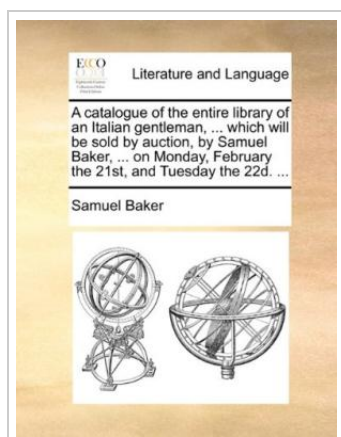 ECCO
Literature and Language
A catalogue of the entire library of
an Italian gentleman, ... which will
be sold by auction, by Samuel
Baker, ... on Monday, February
the 21st, and Tuesday the 22d. ...
Samuel Baker